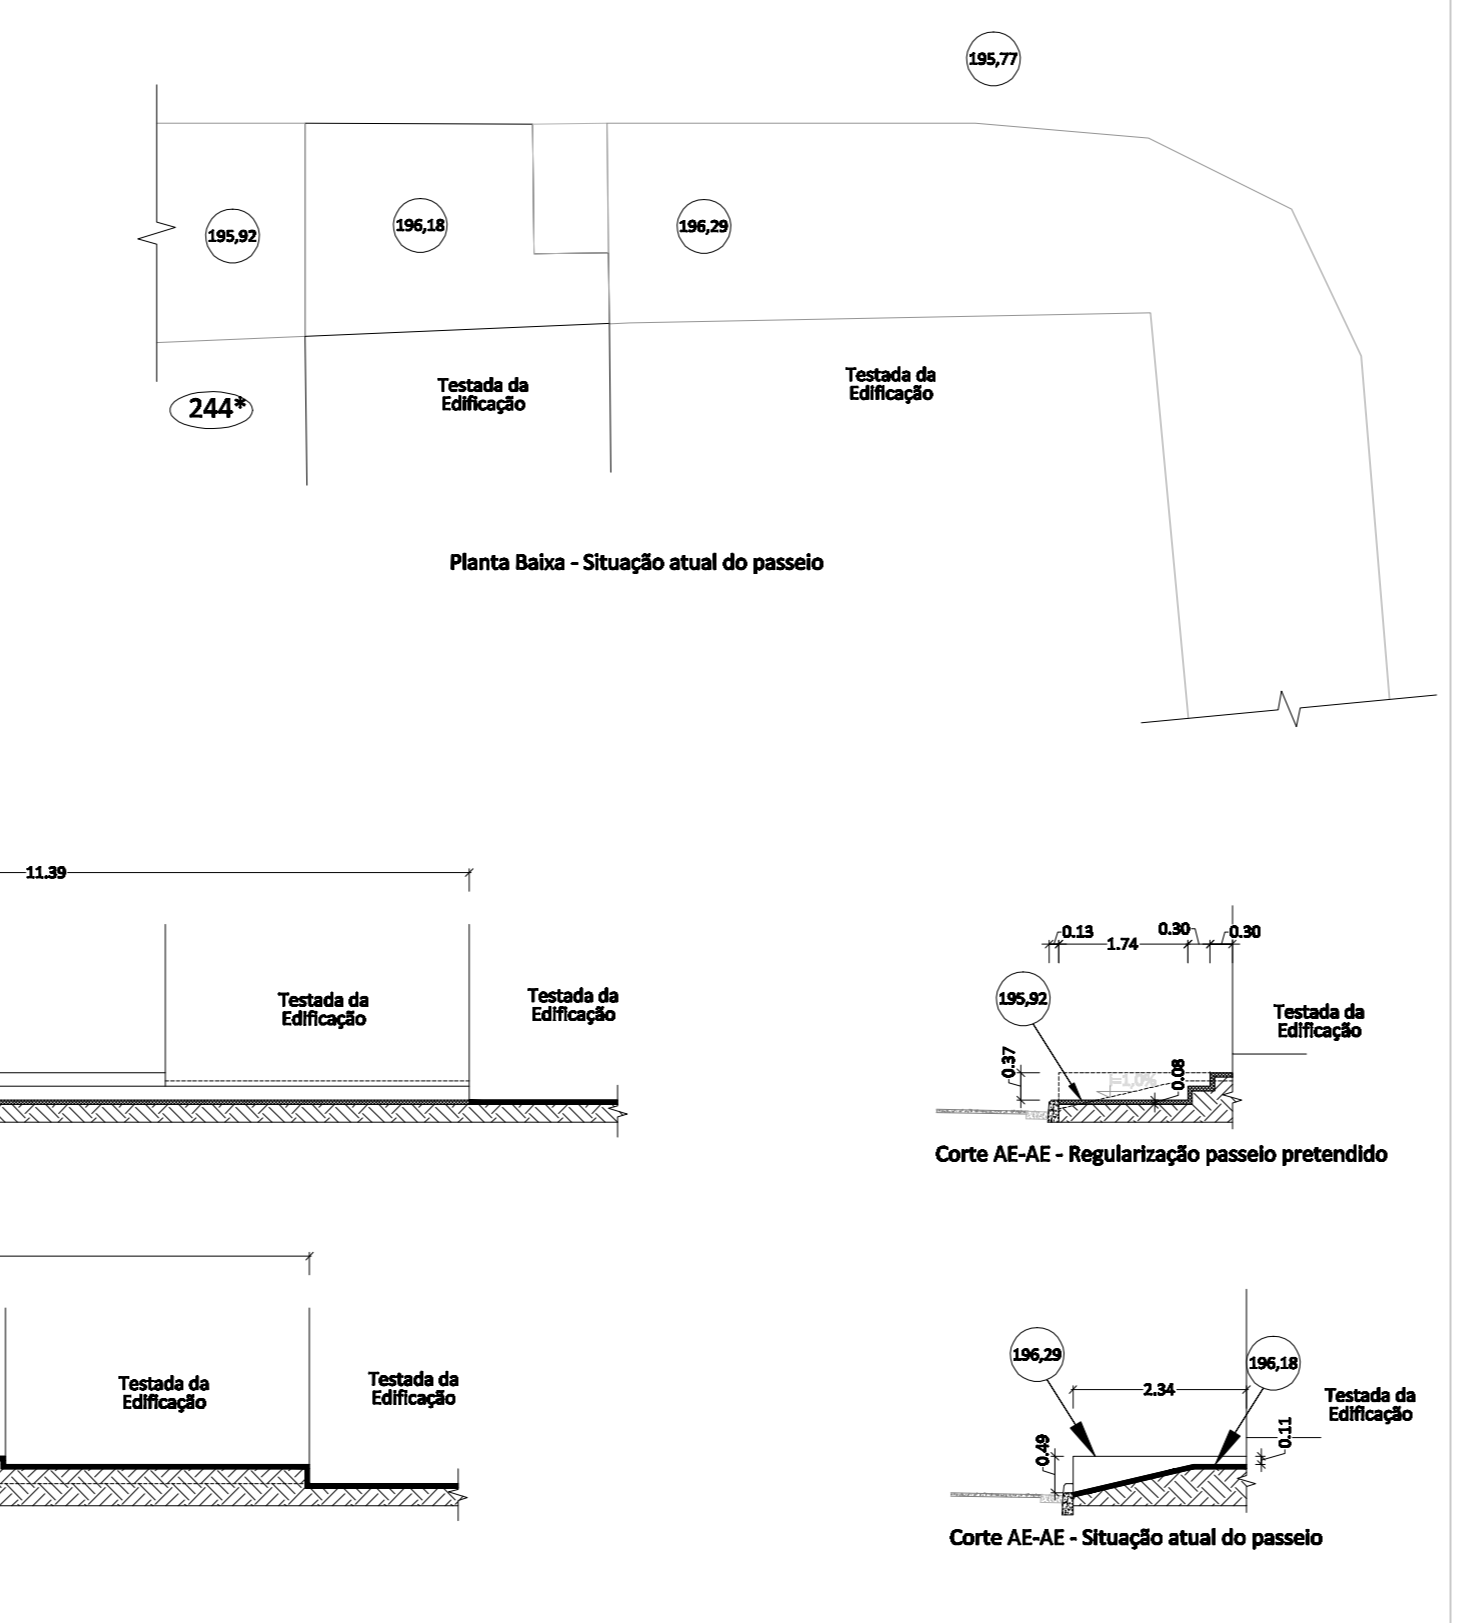 195,77
195,92
196,18
196,29
244*
Testada da
Edificação
Testada da
Edificação
Planta Baixa - Situação atual do passeio
11.39
Testada da
Edificação
Testada da
Edificação
0.13
1.74
0.30
0.30
195,92
Testada da
Edificação
0.37
i=1,0%
0.08
Corte AE-AE - Regularização passeio pretendido
Testada da
Edificação
Testada da
Edificação
196,29
196,18
2.34
Testada da
Edificação
0.49
0.11
Corte AE-AE - Situação atual do passeio